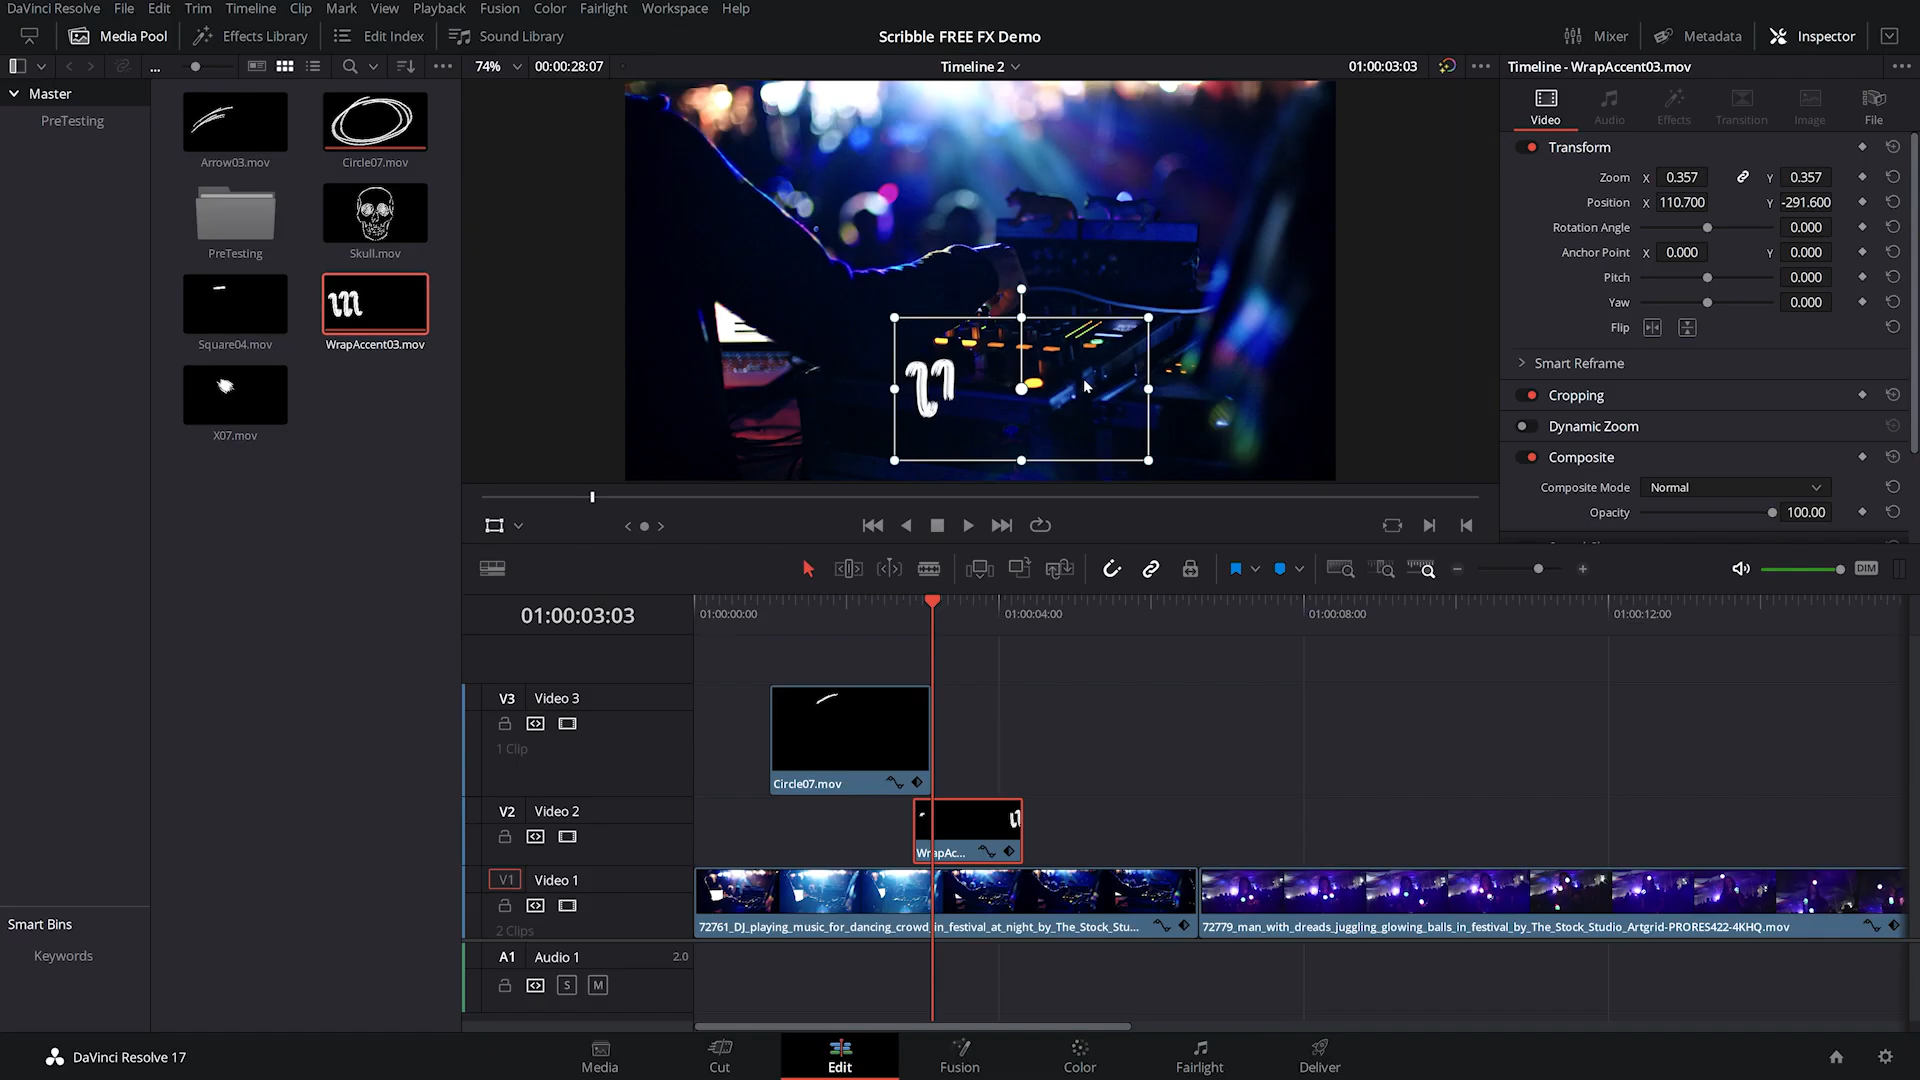 DaVinci Resolve File Edit Trim Timeline Clip Mark View Playback Fusion Color Fairlight Workspace Help
Media Pool Effects Library Edit Index Sound Library Scribble FREE FX Demo Mixer Metadata Inspector
... 74% 00:00:28:07 Timeline 2 01:00:03:03 Timeline - WrapAccent03.mov
Master
PreTesting
Arrow03.mov Circle07.mov
PreTesting Skull.mov
Square04.mov WrapAccent03.mov
X07.mov
Video Audio Effects Transition Image File
Transform
Zoom X 0.357 Y 0.357
Position X 110.700 Y -291.600
Rotation Angle 0.000
Anchor Point X 0.000 Y 0.000
Pitch 0.000
Yaw 0.000
Flip
Smart Reframe
Cropping
Dynamic Zoom
Composite
Composite Mode Normal
Opacity 100.00
DIM
01:00:03:03 01:00:00:00 01:00:04:00 01:00:08:00 01:00:12:00
V3 Video 3
1 Clip
Circle07.mov
V2 Video 2
WrapAc...
V1 Video 1
2 Clips
72761_DJ_playing_music_for_dancing_crowd_in_festival_at_night_by_The_Stock_Stu... 72779_man_with_dreads_juggling_glowing_balls_in_festival_by_The_Stock_Studio_Artgrid-PRORES422-4KHQ.mov
A1 Audio 1 2.0
S M
Smart Bins
Keywords
DaVinci Resolve 17
Media Cut Edit Fusion Color Fairlight Deliver